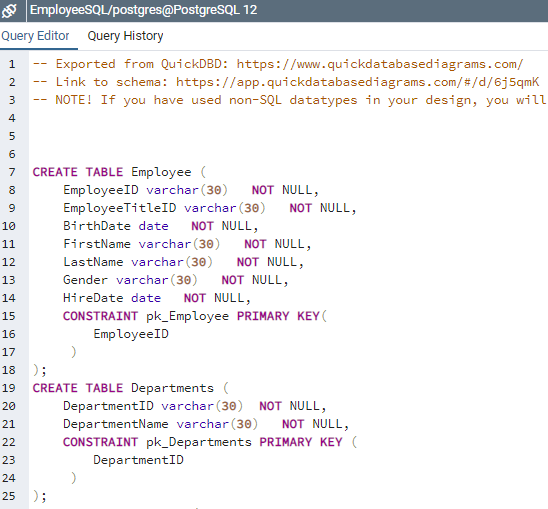 EmployeeSQL/postgres@PostgreSQL 12
Query Editor Query History
1 -- Exported from QuickDBD: https://www.quickdatabasediagrams.com/
2 -- Link to schema: https://app.quickdatabasediagrams.com/#/d/6j5qmK
3 -- NOTE! If you have used non-SQL datatypes in your design, you will
4
5
6
7 CREATE TABLE Employee (
8 EmployeeID varchar(30) NOT NULL,
9 EmployeeTitleID varchar(30) NOT NULL,
10 BirthDate date NOT NULL,
11 FirstName varchar(30) NOT NULL,
12 LastName varchar(30) NOT NULL,
13 Gender varchar(30) NOT NULL,
14 HireDate date NOT NULL,
15 CONSTRAINT pk_Employee PRIMARY KEY(
16 EmployeeID
17 )
18 );
19 CREATE TABLE Departments (
20 DepartmentID varchar(30) NOT NULL,
21 DepartmentName varchar(30) NOT NULL,
22 CONSTRAINT pk_Departments PRIMARY KEY (
23 DepartmentID
24 )
25 );